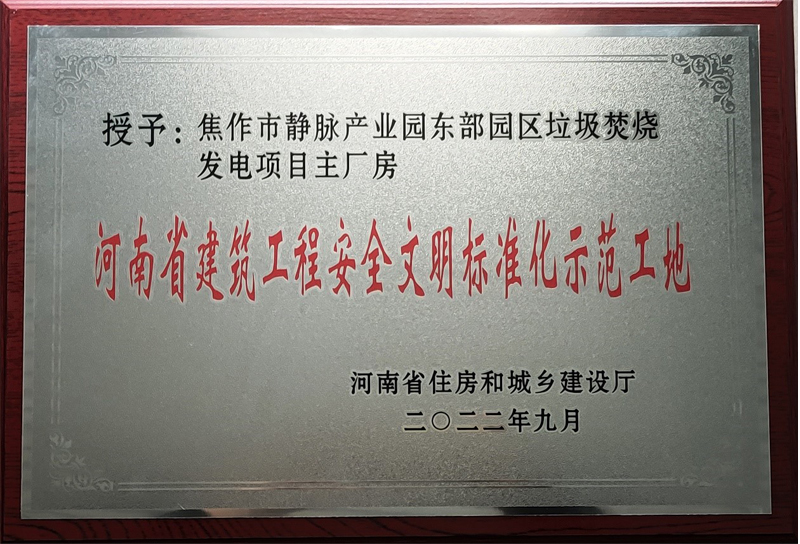 授予：焦作市静脉产业园东部园区垃圾焚烧
发电项目主厂房
河南省建筑工程安全文明标准化示范工地
河南省住房和城乡建设厅
二〇二二年九月